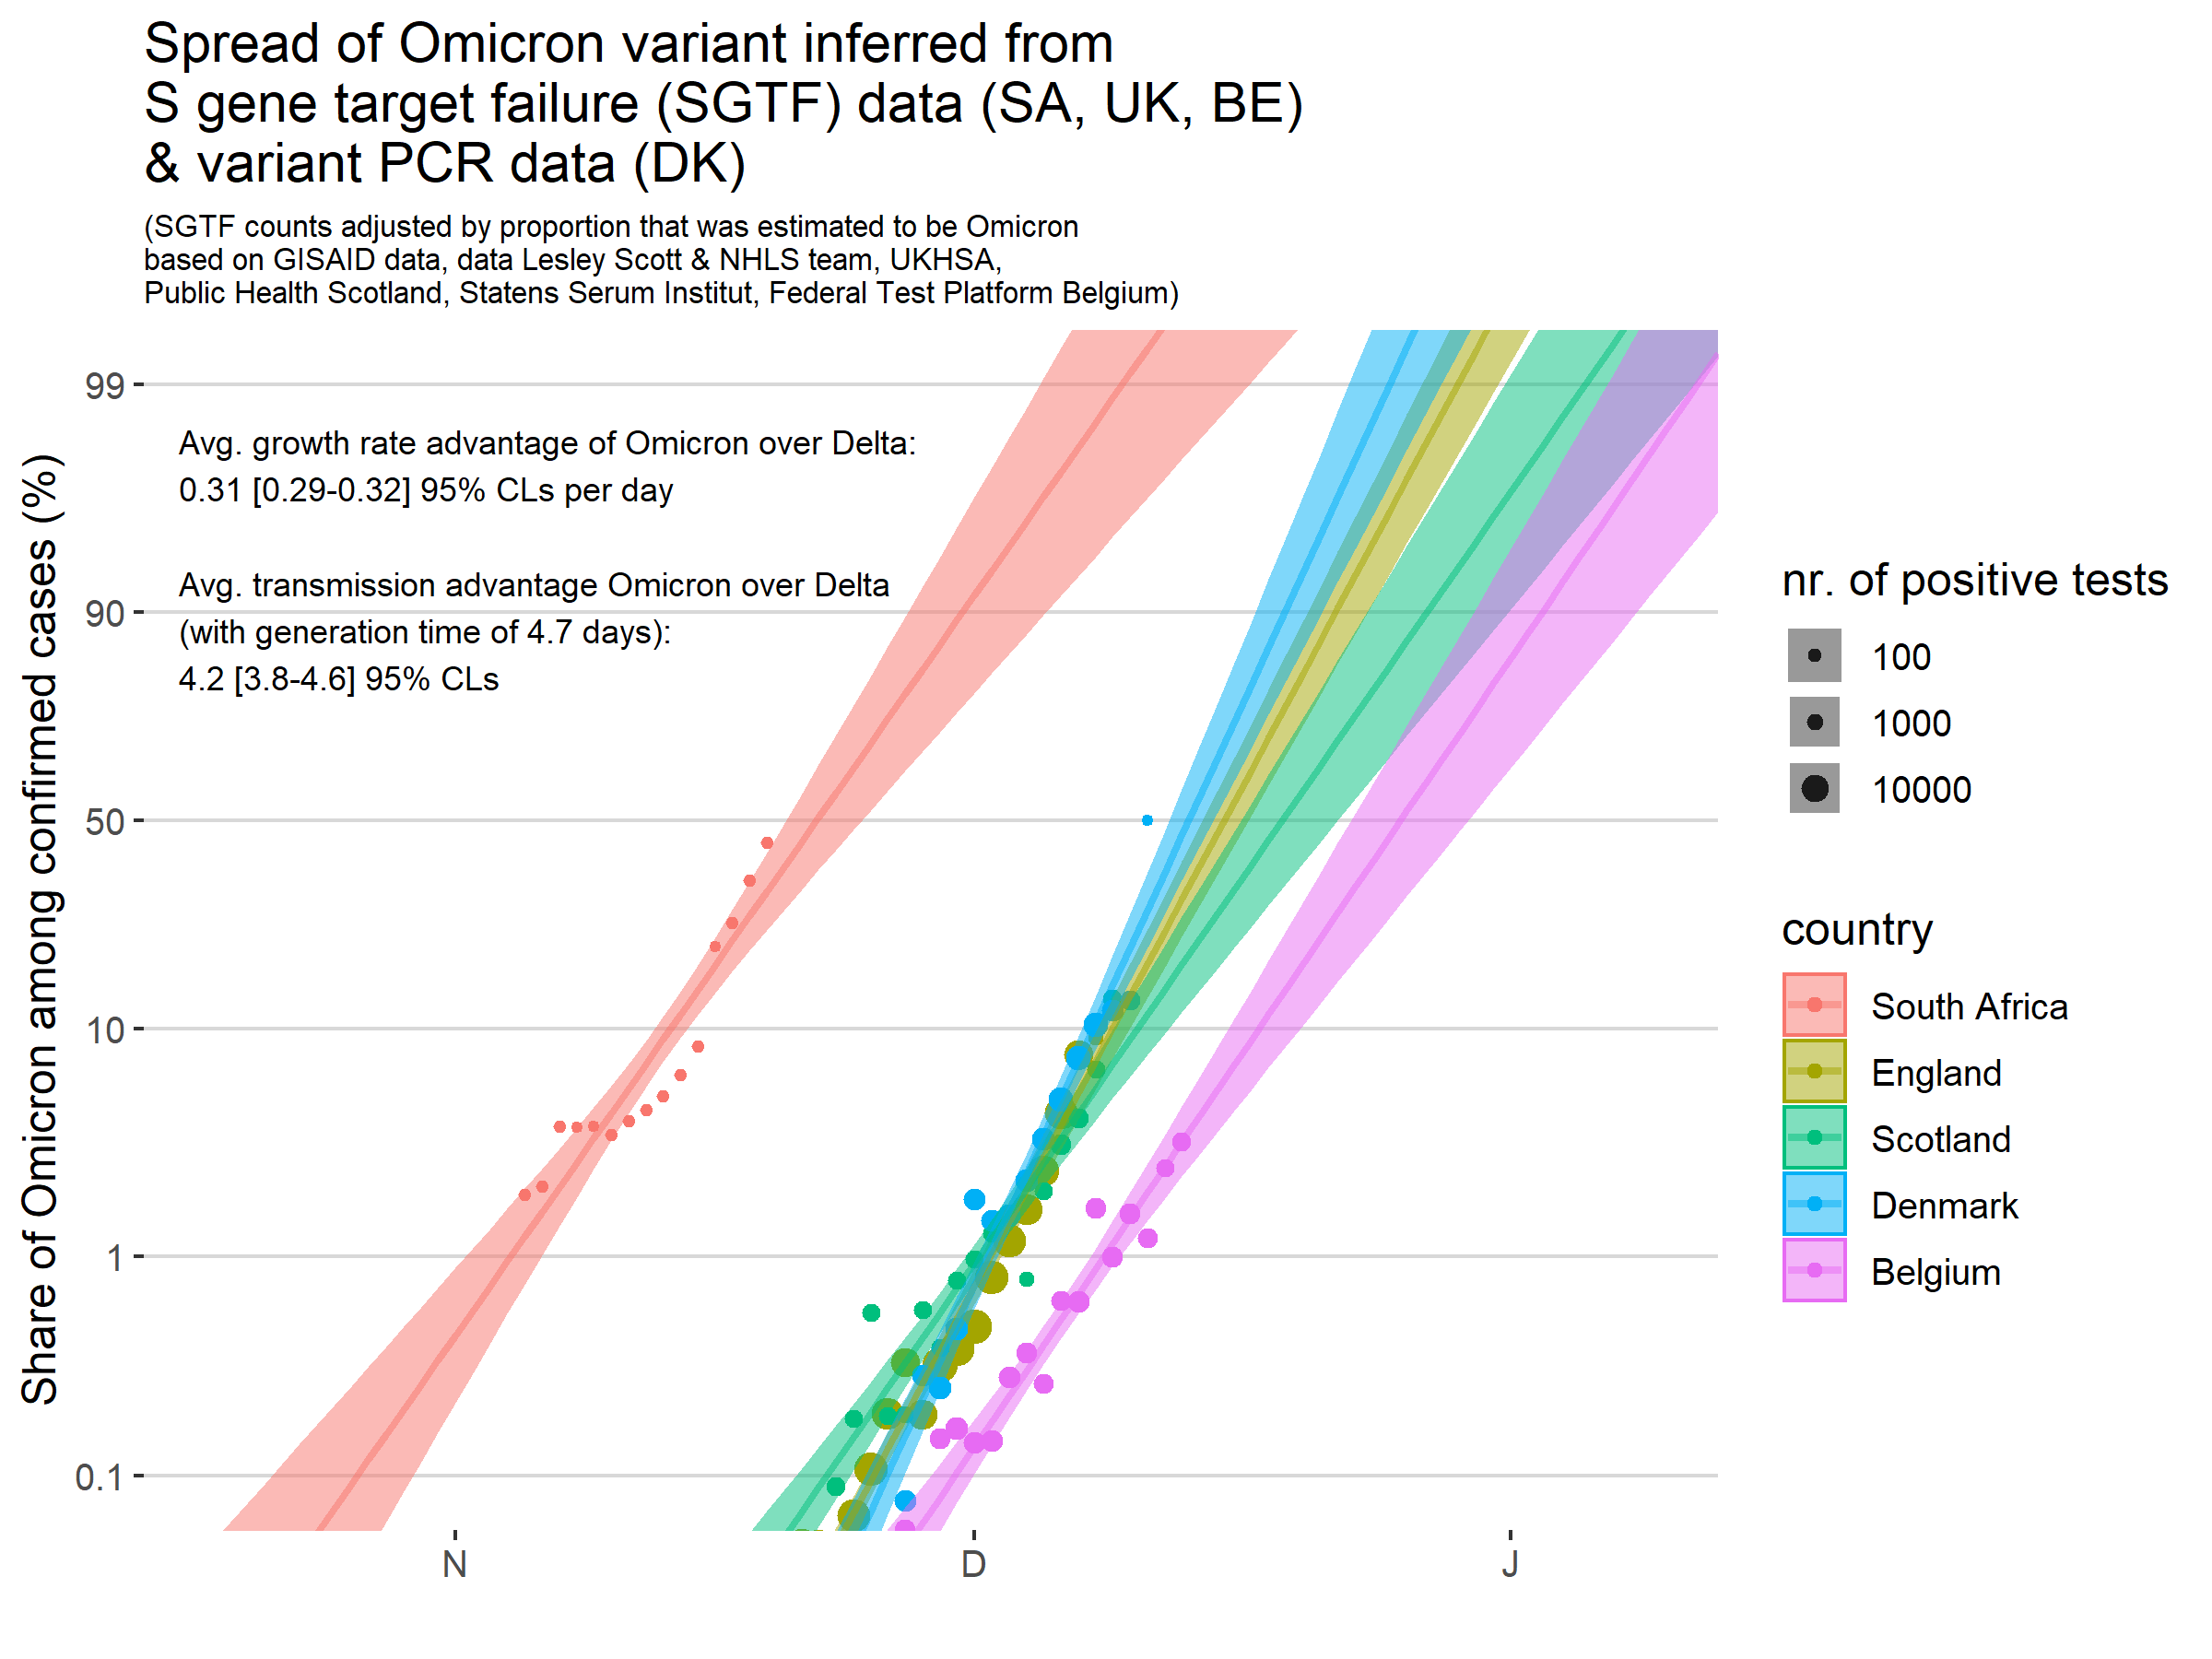 Spread of Omicron variant inferred from
S gene target failure (SGTF) data (SA, UK, BE)
& variant PCR data (DK)
(SGTF counts adjusted by proportion that was estimated to be Omicron
based on GISAID data, data Lesley Scott & NHLS team, UKHSA,
Public Health Scotland, Statens Serum Institut, Federal Test Platform Belgium)
Share of Omicron among confirmed cases (%)
99
90
50
10
1
0.1
Avg. growth rate advantage of Omicron over Delta:
0.31 [0.29-0.32] 95% CLs per day
Avg. transmission advantage Omicron over Delta
(with generation time of 4.7 days):
4.2 [3.8-4.6] 95% CLs
N
D
J
nr. of positive tests
100
1000
10000
country
South Africa
England
Scotland
Denmark
Belgium